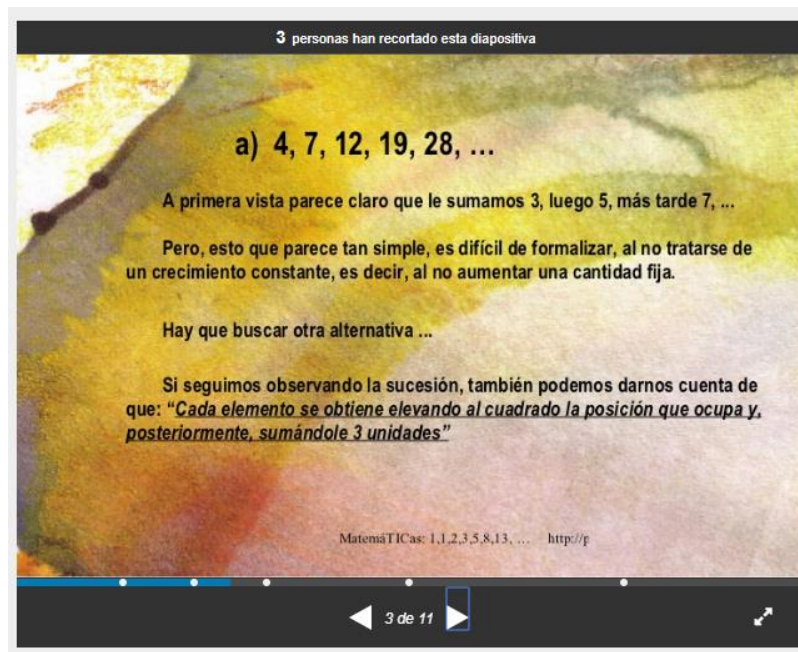 3 personas han recortado esta diapositiva
a) 4, 7, 12, 19, 28, ...
A primera vista parece claro que le sumamos 3, luego 5, más tarde 7, ...
Pero, esto que parece tan simple, es difícil de formalizar, al no tratarse de
un crecimiento constante, es decir, al no aumentar una cantidad fija.
Hay que buscar otra alternativa ...
Si seguimos observando la sucesión, también podemos darnos cuenta de
que: “Cada elemento se obtiene elevando al cuadrado la posición que ocupa y,
posteriormente, sumándole 3 unidades”
MatemáTICas: 1,1,2,3,5,8,13, ... http://p
3 de 11